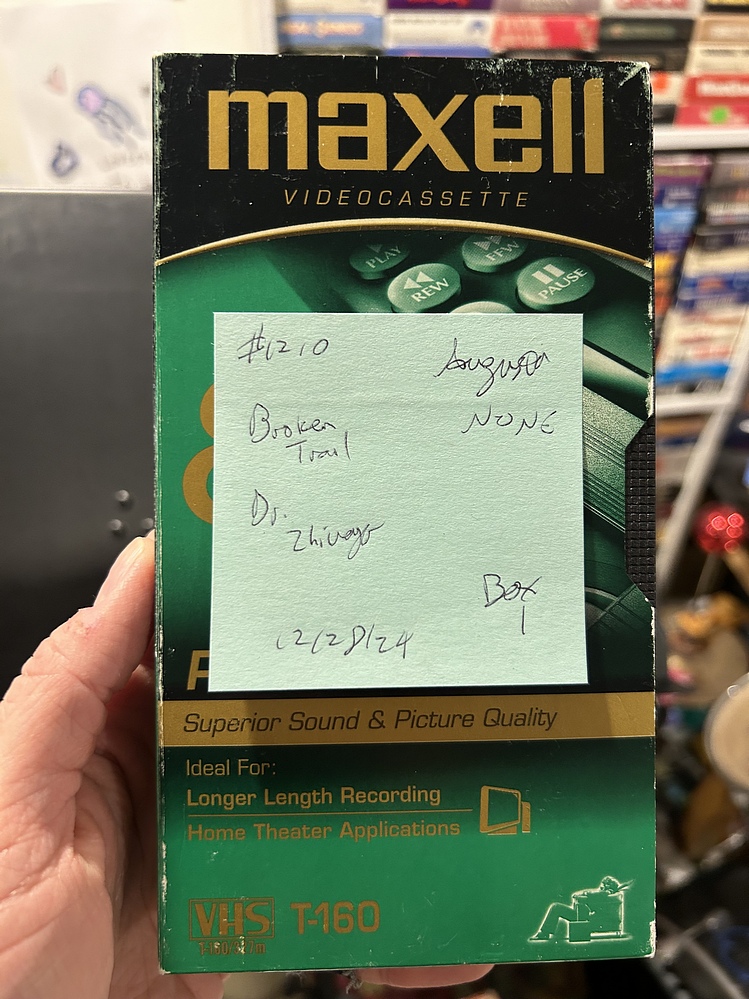 maxell
VIDEOCASSETTE
PLAY
FFW
REW
PAUSE
#1210
Augusta
Broken
Trail
NONE
Dr.
Zhivago
Box
1
12/28/24
P
Superior Sound & Picture Quality
Ideal For:
Longer Length Recording
Home Theater Applications
VHS T-160